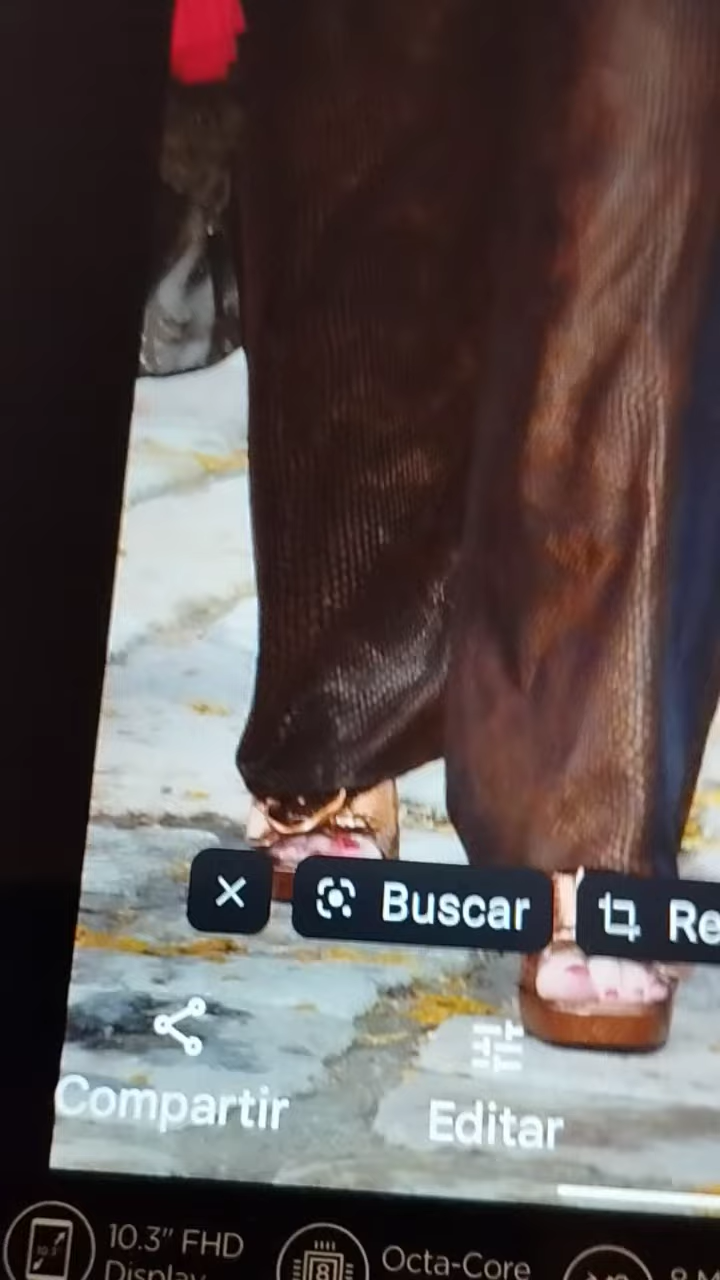 × Buscar Re
Compartir Editar
10.3" FHD
Display
Octa-Core